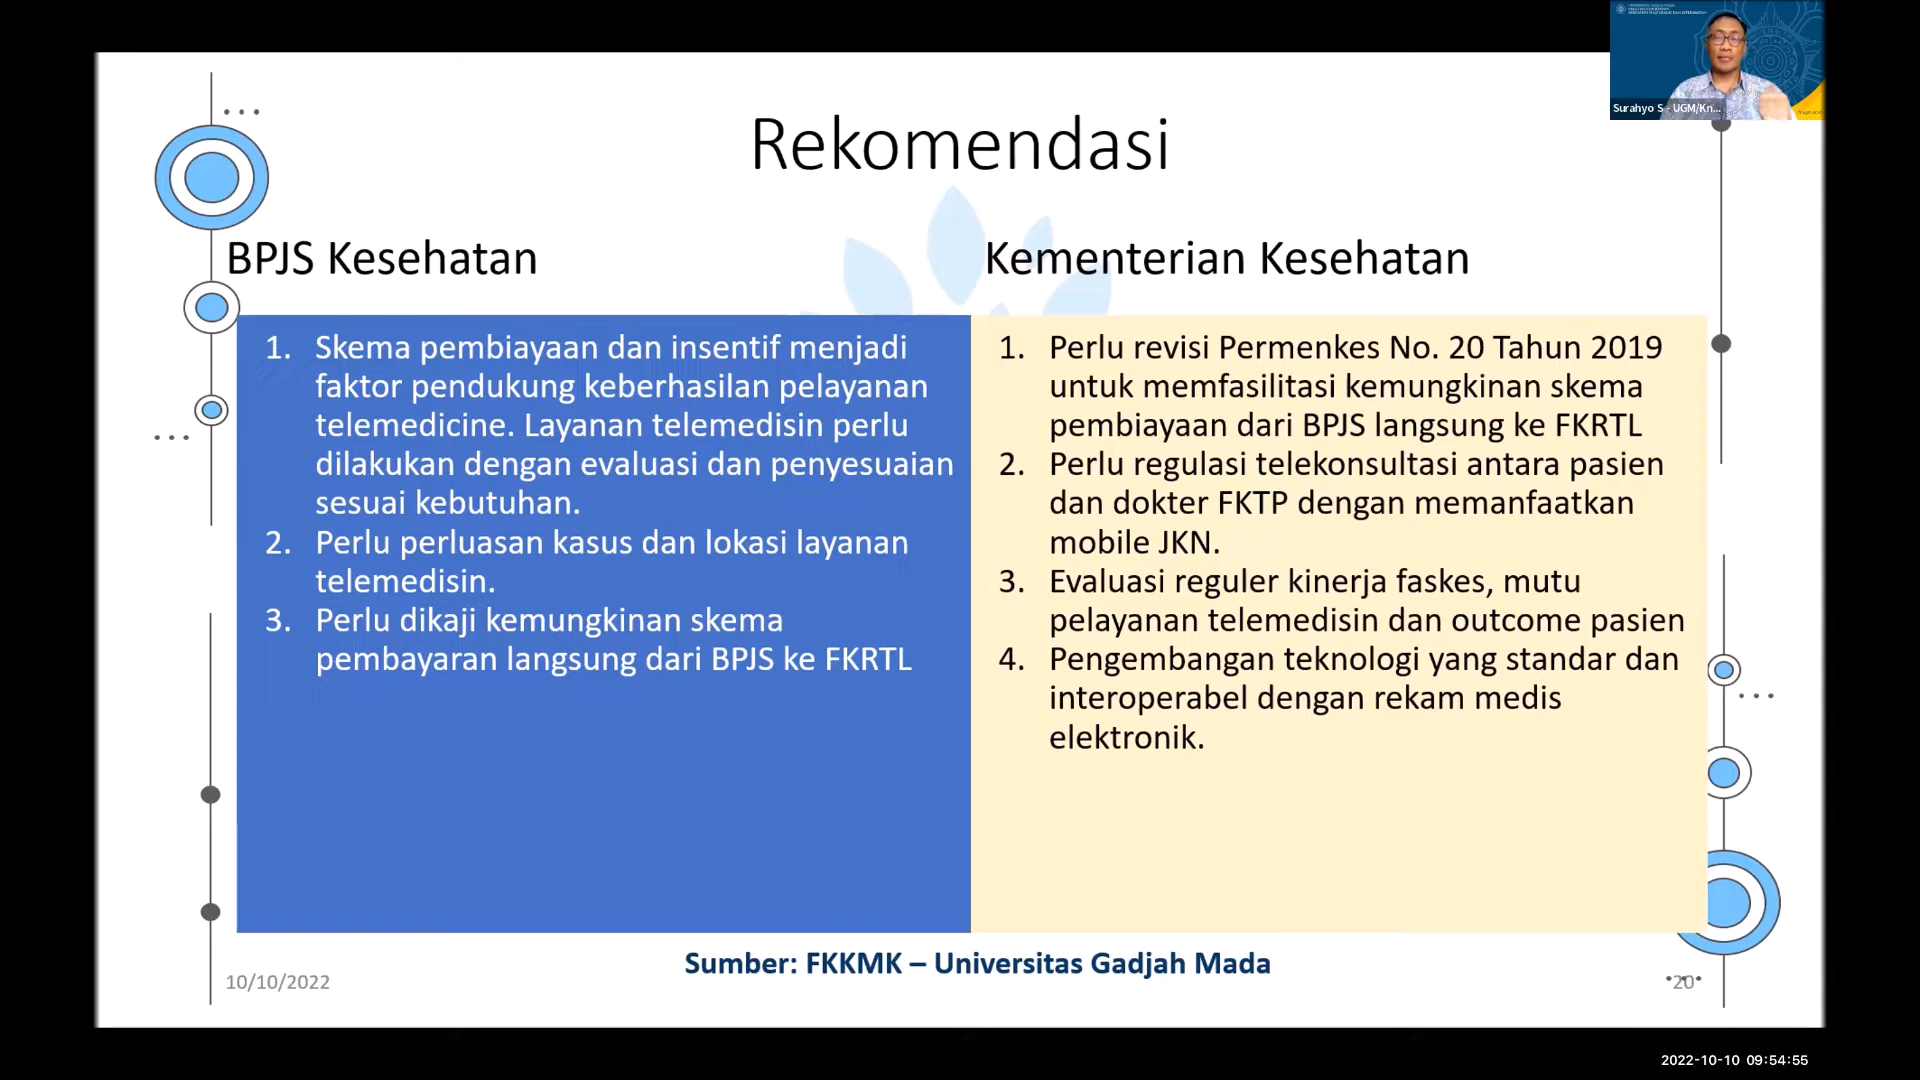 Rekomendasi
BPJS Kesehatan
1. Skema pembiayaan dan insentif menjadi
faktor pendukung keberhasilan pelayanan
telemedicine. Layanan telemedisin perlu
dilakukan dengan evaluasi dan penyesuaian
sesuai kebutuhan.
2. Perlu perluasan kasus dan lokasi layanan
telemedisin.
3. Perlu dikaji kemungkinan skema
pembayaran langsung dari BPJS ke FKRTL
Kementerian Kesehatan
1. Perlu revisi Permenkes No. 20 Tahun 2019
untuk memfasilitasi kemungkinan skema
pembiayaan dari BPJS langsung ke FKRTL
2. Perlu regulasi telekonsultasi antara pasien
dan dokter FKTP dengan memanfaatkan
mobile JKN.
3. Evaluasi reguler kinerja faskes, mutu
pelayanan telemedisin dan outcome pasien
4. Pengembangan teknologi yang standar dan
interoperabel dengan rekam medis
elektronik.
Sumber: FKKMK – Universitas Gadjah Mada
10/10/2022
20
Surahyo S - UGM/Kn...
2022-10-10 09:54:55